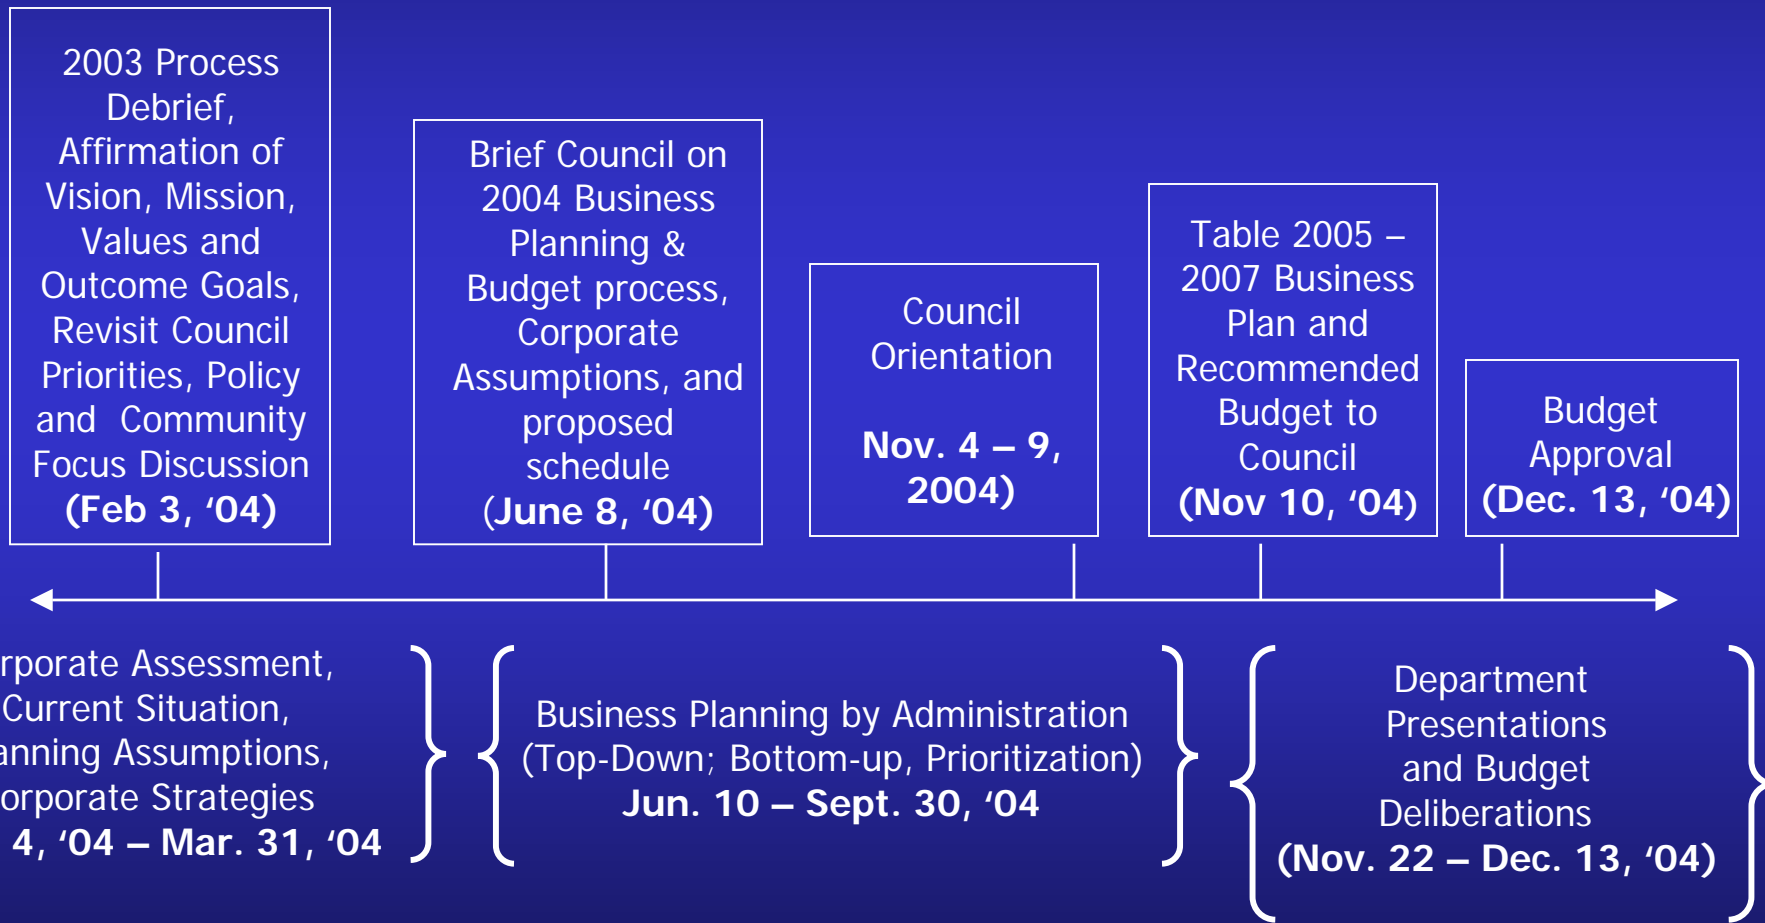 2003 Process
Debrief,
Affirmation of
Vision, Mission,
Values and
Outcome Goals,
Revisit Council
Priorities, Policy
and Community
Focus Discussion
(Feb 3, ‘04)
Brief Council on
2004 Business
Planning &
Budget process,
Corporate
Assumptions, and
proposed
schedule
(June 8, ‘04)
Council
Orientation
Nov. 4 – 9,
2004)
Table 2005 –
2007 Business
Plan and
Recommended
Budget to
Council
(Nov 10, ‘04)
Budget
Approval
(Dec. 13, ‘04)
rporate Assessment,
Current Situation,
anning Assumptions,
orporate Strategies
4, ‘04 – Mar. 31, ‘04
Business Planning by Administration
(Top-Down; Bottom-up, Prioritization)
Jun. 10 – Sept. 30, ‘04
Department
Presentations
and Budget
Deliberations
(Nov. 22 – Dec. 13, ‘04)